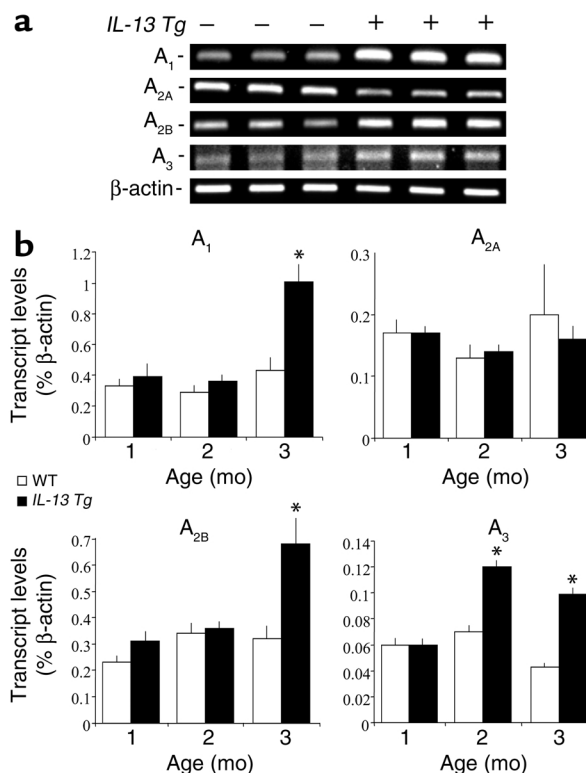 a
IL-13 Tg – – – + + +
A1 -
A2A -
A2B -
A3 -
β-actin -
b
A1
Transcript levels
(% β-actin)
1.2
1
0.8
0.6
0.4
0.2
0
*
1 2 3
Age (mo)
A2A
0.3
0.2
0.1
0
1 2 3
Age (mo)
WT
IL-13 Tg
A2B
Transcript levels
(% β-actin)
0.7
0.6
0.5
0.4
0.3
0.2
0.1
0
*
1 2 3
Age (mo)
A3
0.14
0.12
0.1
0.08
0.06
0.04
0.02
0
* *
1 2 3
Age (mo)